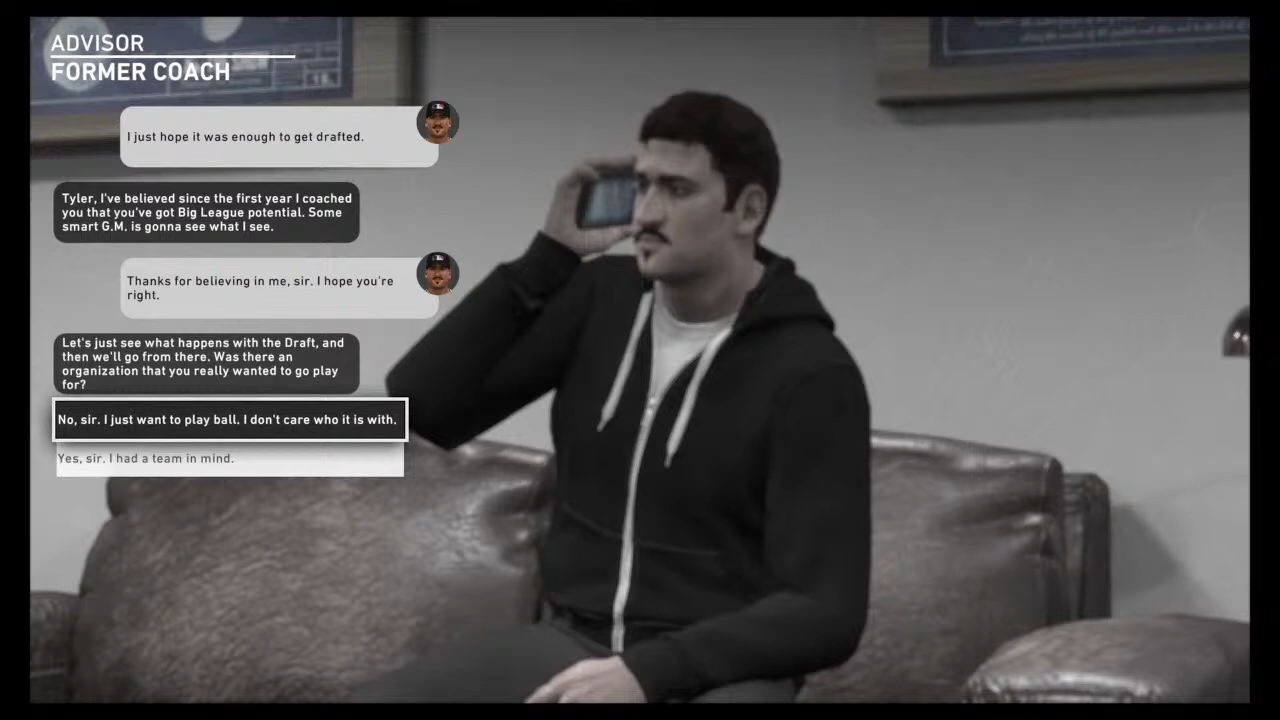 ADVISOR
FORMER COACH
I just hope it was enough to get drafted.
Tyler, I've believed since the first year I coached
you that you've got Big League potential. Some
smart G.M. is gonna see what I see.
Thanks for believing in me, sir. I hope you're
right.
Let's just see what happens with the Draft, and
then we'll go from there. Was there an
organization that you really wanted to go play
for?
No, sir. I just want to play ball. I don't care who it is with.
Yes, sir. I had a team in mind.